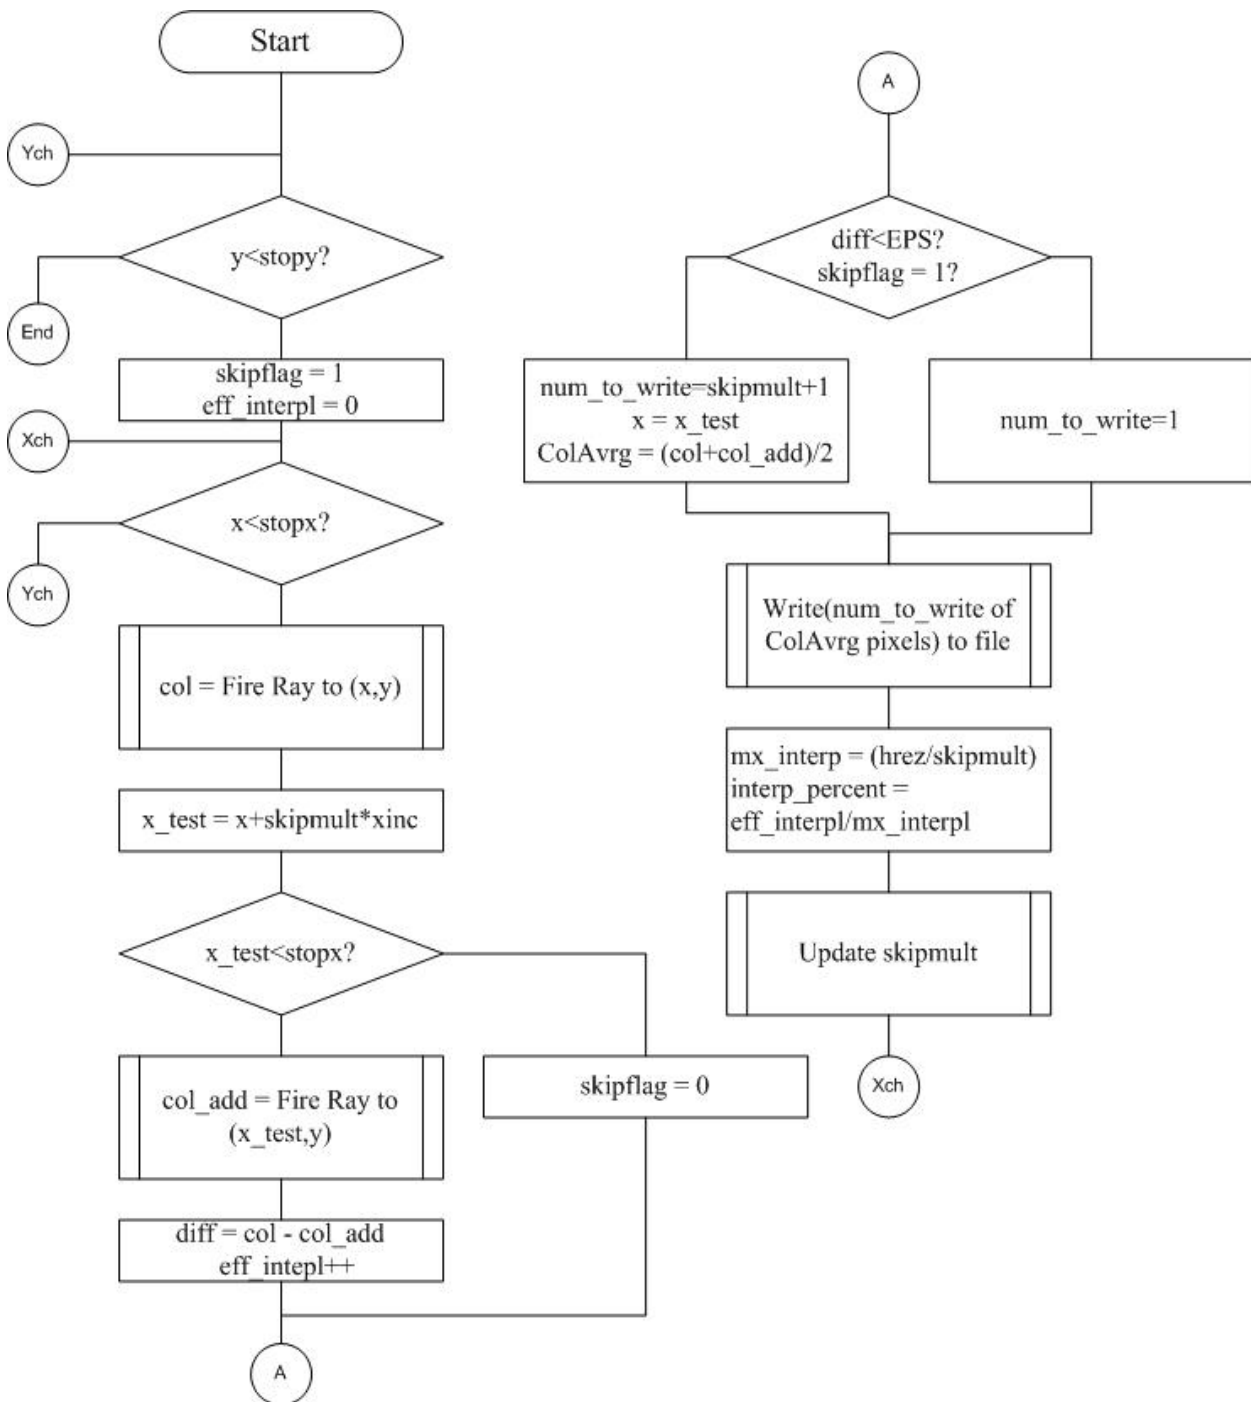 Start
Ych
y<stopy?
End
skipflag = 1
eff_interpl = 0
Xch
x<stopx?
Ych
col = Fire Ray to (x,y)
x_test = x+skipmult*xinc
x_test<stopx?
col_add = Fire Ray to
(x_test,y)
skipflag = 0
diff = col - col_add
eff_intepl++
A
A
diff<EPS?
skipflag = 1?
num_to_write=skipmult+1
x = x_test
ColAvrg = (col+col_add)/2
num_to_write=1
Write(num_to_write of
ColAvrg pixels) to file
mx_interp = (hrez/skipmult)
interp_percent =
eff_interpl/mx_interpl
Update skipmult
Xch